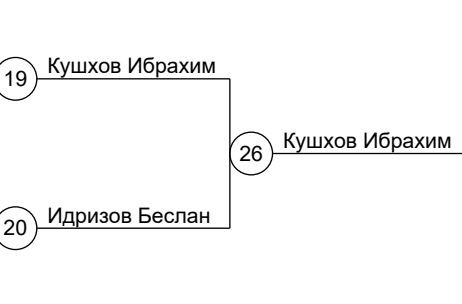 19 Кушхов Ибрахим
26 Кушхов Ибрахим
20 Идризов Беслан